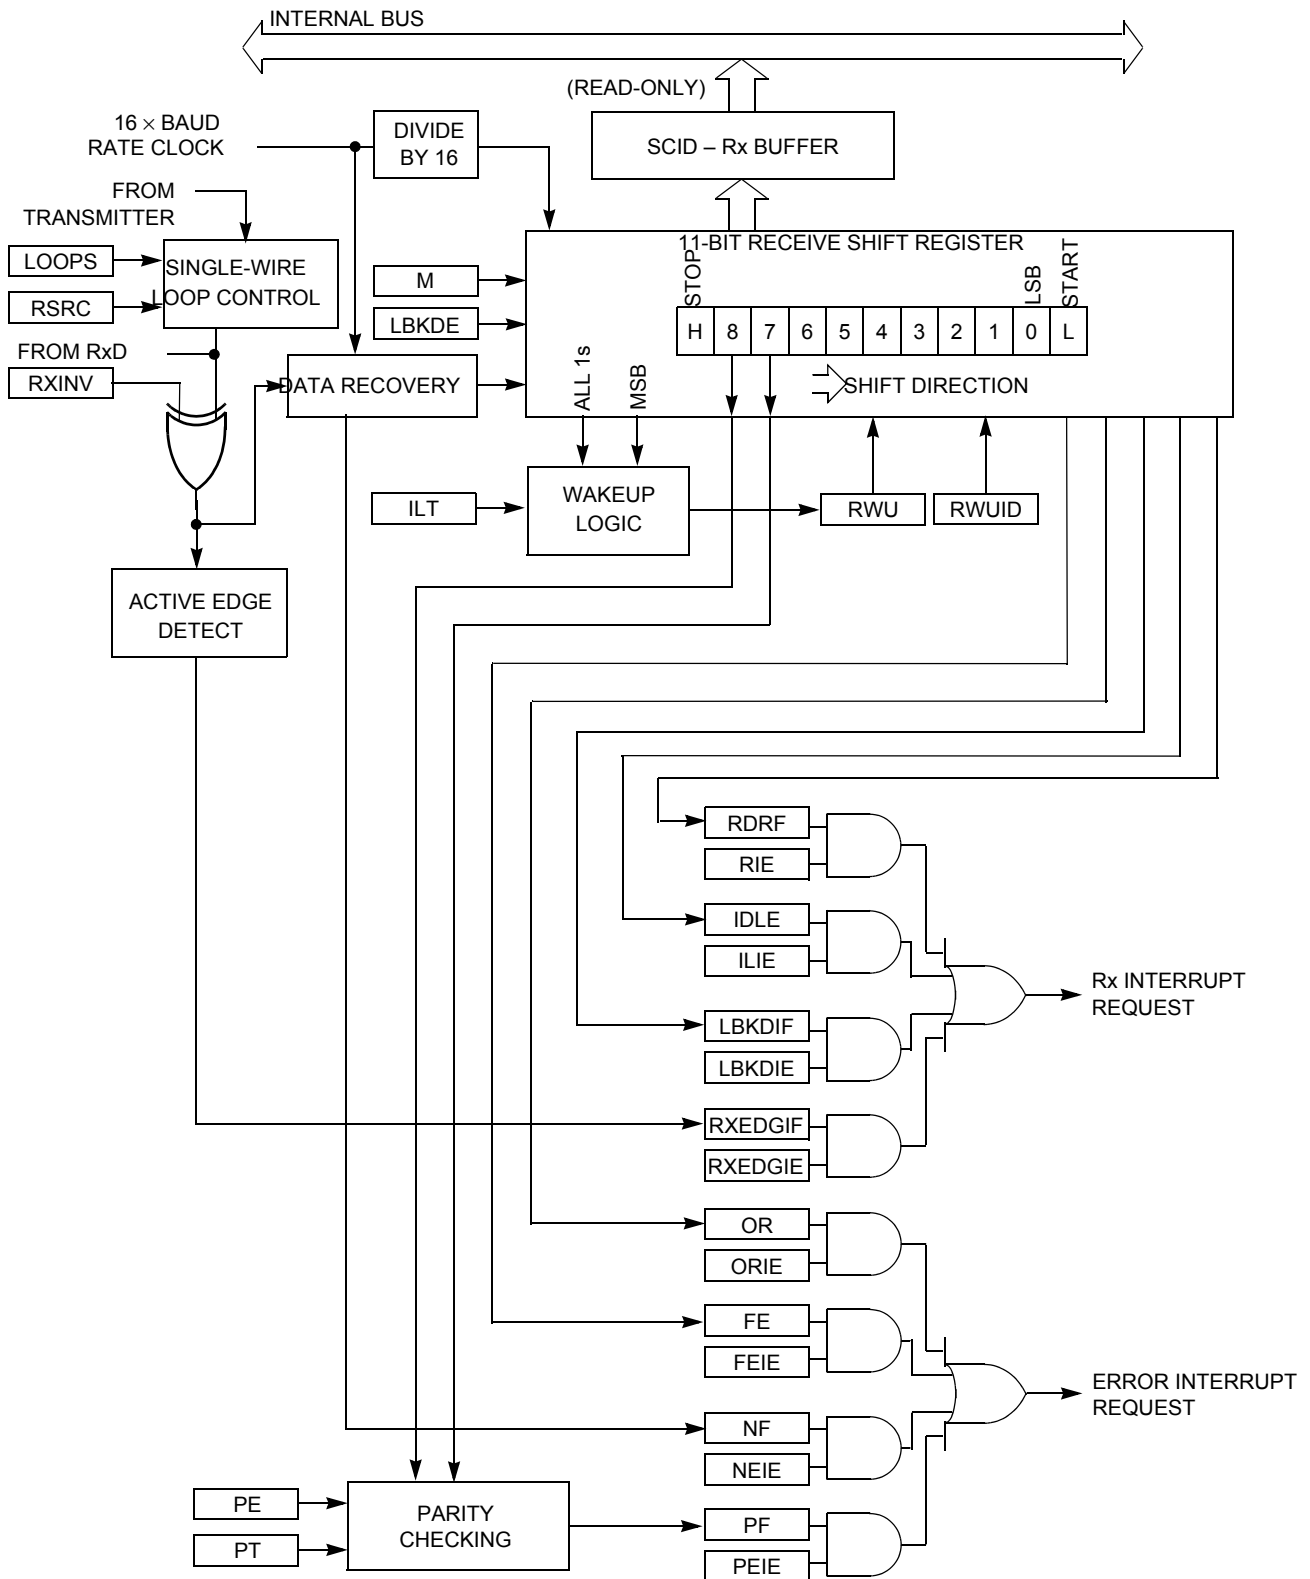 INTERNAL BUS
(READ-ONLY)
16 × BAUD
RATE CLOCK
DIVIDE
BY 16
SCID – Rx BUFFER
FROM
TRANSMITTER
LOOPS
RSRC
SINGLE-WIRE
LOOP CONTROL
M
LBKDE
11-BIT RECEIVE SHIFT REGISTER
STOP
LSB
START
H 8 7 6 5 4 3 2 1 0 L
SHIFT DIRECTION
ALL 1s
MSB
FROM RxD
RXINV
DATA RECOVERY
ILT
WAKEUP
LOGIC
RWU
RWUID
ACTIVE EDGE
DETECT
RDRF
RIE
IDLE
ILIE
LBKDIF
LBKDIE
Rx INTERRUPT
REQUEST
RXEDGIF
RXEDGIE
OR
ORIE
FE
FEIE
NF
NEIE
ERROR INTERRUPT
REQUEST
PE
PT
PARITY
CHECKING
PF
PEIE